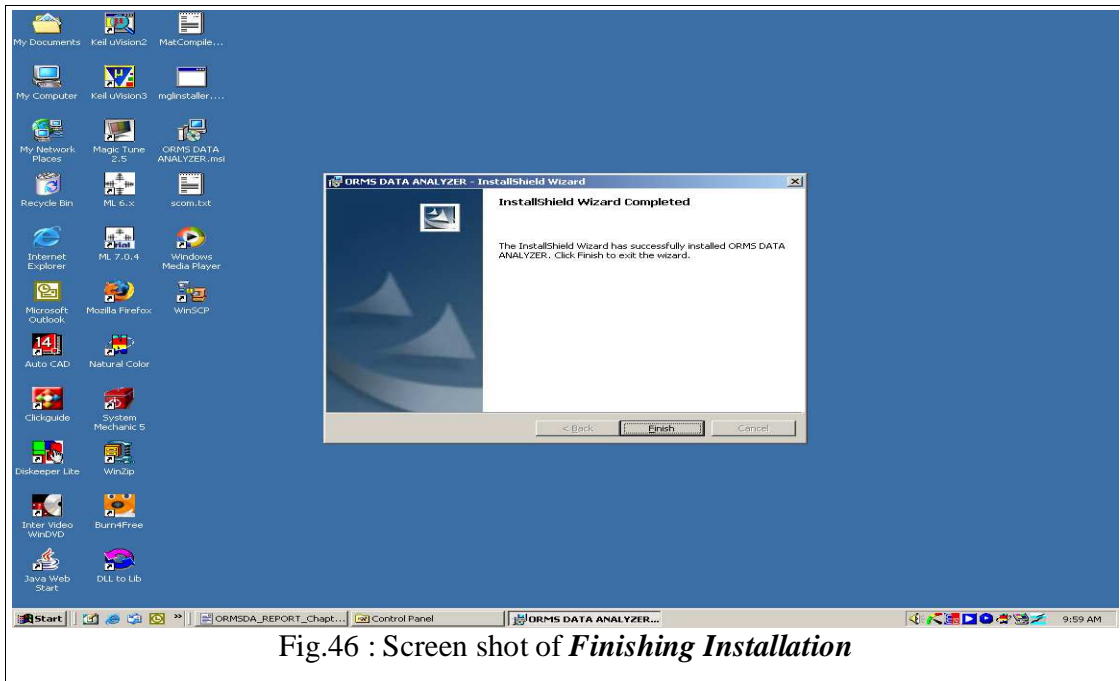 My Documents
Keil uVision2
MatCompile...
My Computer
Keil uVision3
mglinstaller....
My Network
Places
Magic Tune
2.5
ORMS DATA
ANALYZER.msi
Recycle Bin
ML 6.x
scom.txt
Internet
Explorer
ML 7.0.4
Windows
Media Player
Microsoft
Outlook
Mozilla Firefox
WinSCP
Auto CAD
Natural Color
Clickguide
System
Mechanic 5
Diskeeper Lite
WinZip
Inter Video
WinDVD
Burn4Free
Java Web
Start
DLL to Lib
ORMS DATA ANALYZER - InstallShield Wizard
InstallShield Wizard Completed
The InstallShield Wizard has successfully installed ORMS DATA
ANALYZER. Click Finish to exit the wizard.
< Back
Finish
Cancel
Start
ORMSDA_REPORT_Chapt...
Control Panel
ORMS DATA ANALYZER...
9:59 AM
Fig.46 : Screen shot of Finishing Installation